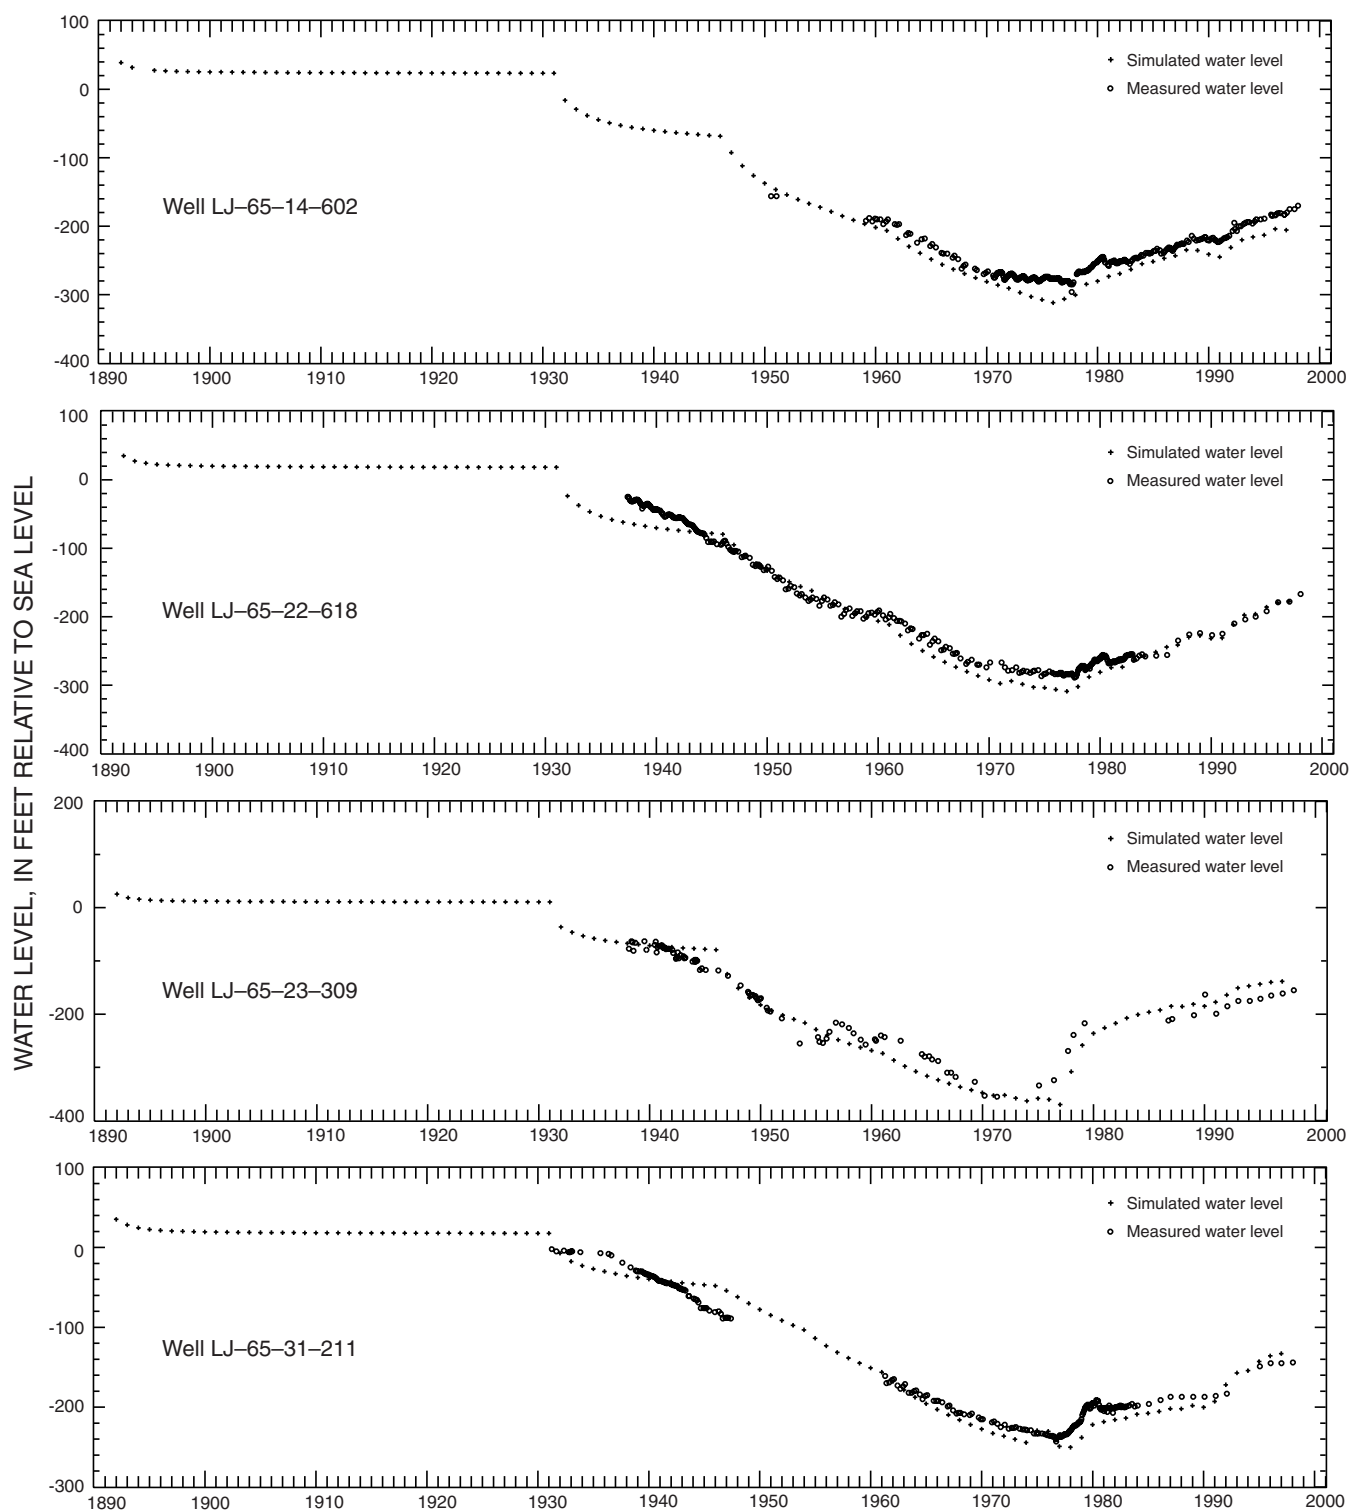 WATER LEVEL, IN FEET RELATIVE TO SEA LEVEL
100
0
-100
-200
-300
-400
Simulated water level
Measured water level
Well LJ–65–14–602
1890 1900 1910 1920 1930 1940 1950 1960 1970 1980 1990 2000
100
0
-100
-200
-300
-400
Simulated water level
Measured water level
Well LJ–65–22–618
1890 1900 1910 1920 1930 1940 1950 1960 1970 1980 1990 2000
200
0
-200
-400
Simulated water level
Measured water level
Well LJ–65–23–309
1890 1900 1910 1920 1930 1940 1950 1960 1970 1980 1990 2000
100
0
-100
-200
-300
Simulated water level
Measured water level
Well LJ–65–31–211
1890 1900 1910 1920 1930 1940 1950 1960 1970 1980 1990 2000